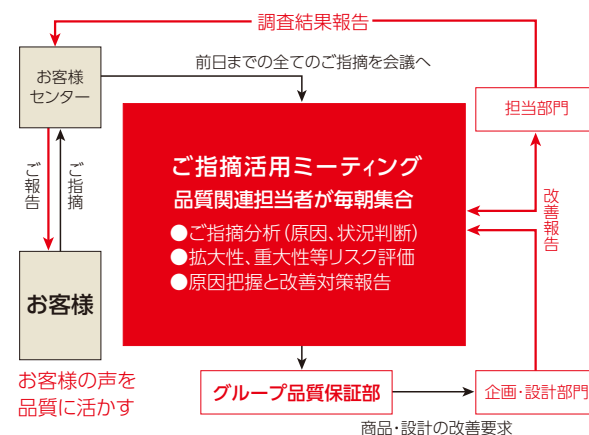 調査結果報告
前日までの全てのご指摘を会議へ
お客様
センター
担当部門
ご指摘活用ミーティング
品質関連担当者が毎朝集合
●ご指摘分析（原因、状況判断）
●拡大性、重大性等リスク評価
●原因把握と改善対策報告
ご報告
ご指摘
改善報告
お客様
お客様の声を
品質に活かす
グループ品質保証部
企画・設計部門
商品・設計の改善要求